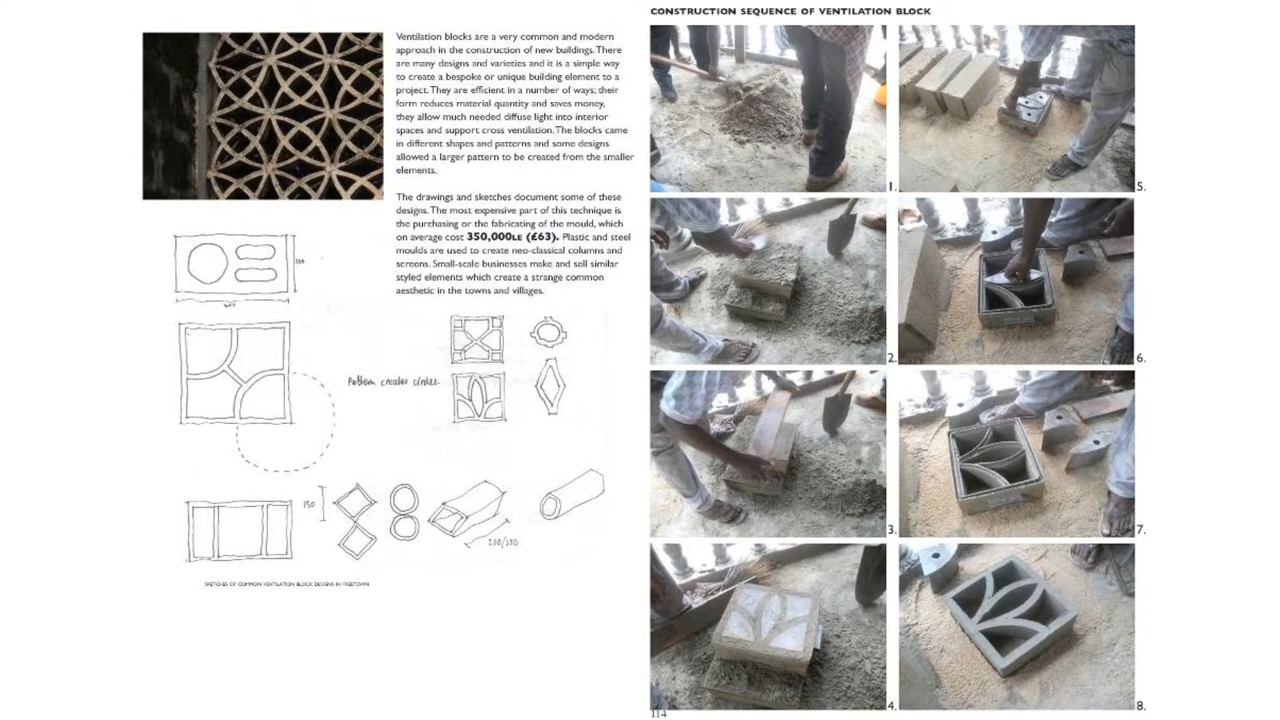 CONSTRUCTION SEQUENCE OF VENTILATION BLOCK
Ventilation blocks are a very common and modern
approach in the construction of new buildings. There
are many designs and varieties and it is a simple way
to create a bespoke or unique building element to a
project. They are efficient in a number of ways; their
form reduces material quantity and saves money,
they allow much needed diffuse light into interior
spaces and support cross ventilation. The blocks came
in different shapes and patterns and some designs
allowed a larger pattern to be created from the smaller
elements.
The drawings and sketches document some of these
designs. The most expensive part of this technique is
the purchasing or the fabricating of the mould, which
on average cost 350,000LE (£63). Plastic and steel
moulds are used to create neo-classical columns and
screens. Small-scale businesses make and sell similar
styled elements which create a strange common
aesthetic in the towns and villages.
400
Pattern creates circles.
150
200/300
SKETCHES OF COMMON VENTILATION BLOCK DESIGNS IN FREETOWN
1.
2.
3.
4.
5.
6.
7.
8.
114